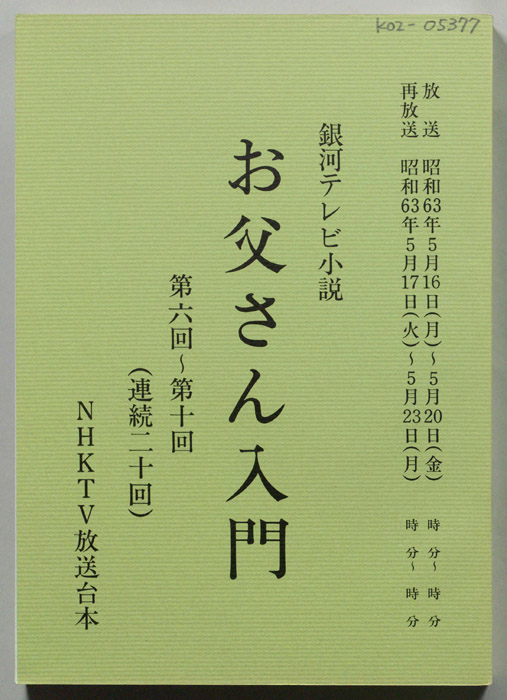 KOZ-05377
放送 昭和63年5月16日(月)〜5月20日(金) 時 分〜 時 分
再放送 昭和63年5月17日(火)〜5月23日(月) 時 分〜 時 分
銀河テレビ小説
お父さん入門
第六回〜第十回
(連続二十回)
NHKTV放送台本